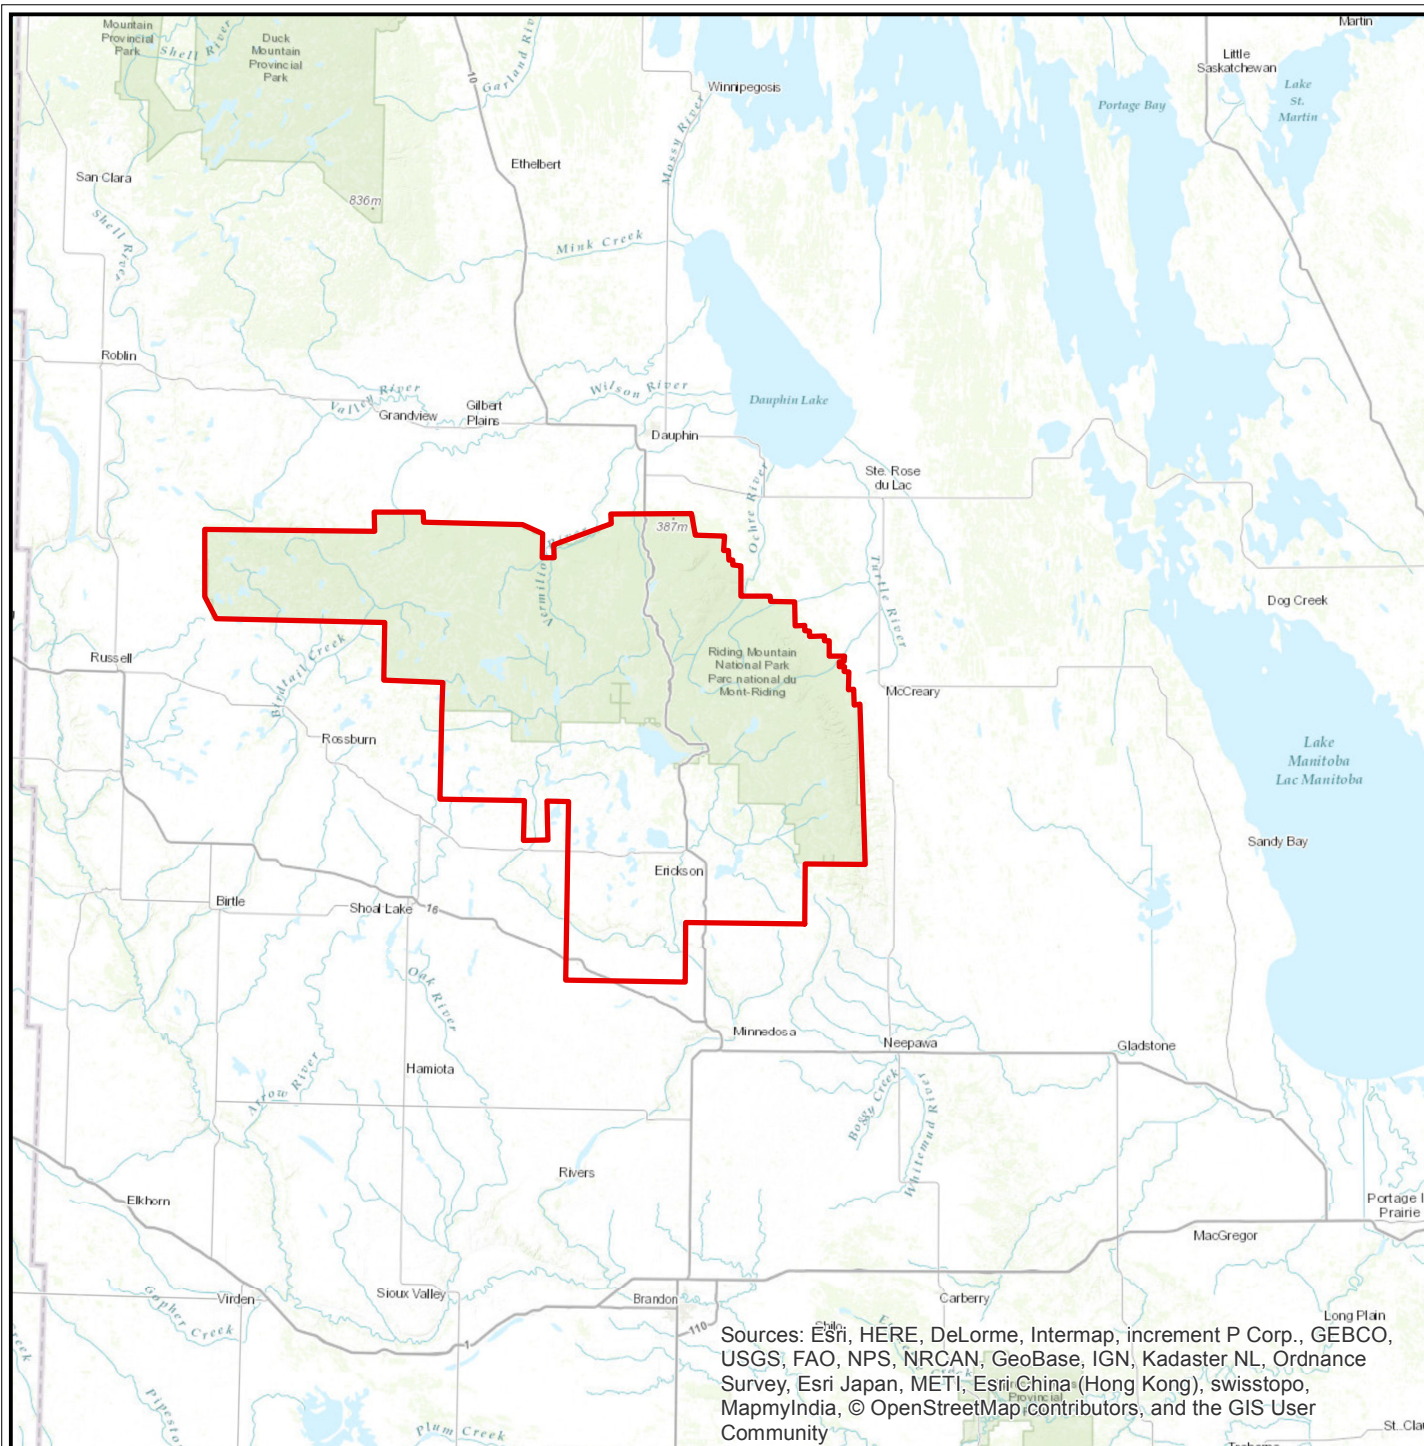 Mountain
Provincial
Park
Shell River
Duck
Mountain
Provincial
Park
Garland
10
Winnipegosis
Mossy River
Martin
Little
Saskatchewan
Lake
St.
Martin
Portage Bay
Ethelbert
San Clara
836m
Shell River
Mink Creek
Roblin
Valley River
Grandview
Gilbert
Plains
Wilson River
Dauphin Lake
Dauphin
Ste. Rose
du Lac
Ochre River
387m
Vermilion River
Turtle River
Dog Creek
Russell
Birdtail Creek
Riding Mountain
National Park
Parc national du
Mont-Riding
McCreary
Rossburn
Lake
Manitoba
Lac Manitoba
Sandy Bay
Erickson
Birtle
Shoal Lake
16
Oak River
Minnedosa
Neepawa
Gladstone
Hamiota
Arrow River
Boggy Creek
Whitemud River
Rivers
Elkhorn
Portage
Prairie
MacGregor
Gopher Creek
Virden
Sioux Valley
Brandon
Carberry
Long Plain
110
1
Shilo
Sources: Esri, HERE, DeLorme, Intermap, increment P Corp., GEBCO,
USGS, FAO, NPS, NRCAN, GeoBase, IGN, Kadaster NL, Ordnance
Survey, Esri Japan, METI, Esri China (Hong Kong), swisstopo,
MapmyIndia, © OpenStreetMap contributors, and the GIS User
Community
Provincial
Plum Creek